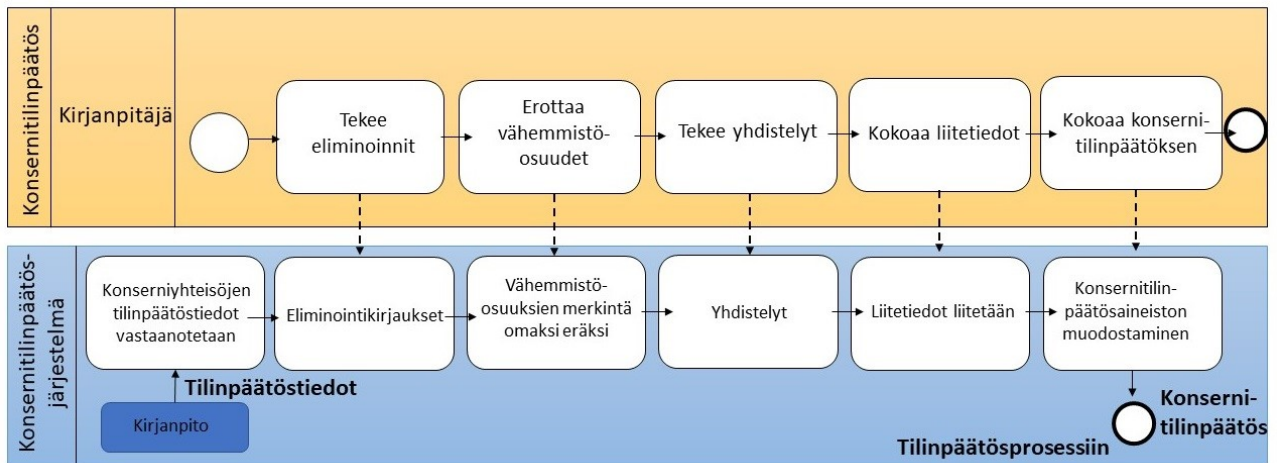 Konsernitilinpäätös
Kirjanpitäjä
Tekee
eliminoinnit
Erottaa
vähemmistö-
osuudet
Tekee yhdistelyt
Kokoaa liitetiedot
Kokoaa konserni-
tilinpäätöksen
Konsernitilinpäätös-
järjestelmä
Konserniyhteisöjen
tilinpäätöstiedot
vastaanotetaan
Eliminointikirjaukset
Vähemmistö-
osuuksien merkintä
omaksi eräksi
Yhdistelyt
Liitetiedot liitetään
Konsernitilin-
päätösaineiston
muodostaminen
Tilinpäätöstiedot
Kirjanpito
Konserni-
tilinpäätös
Tilinpäätösprosessiin